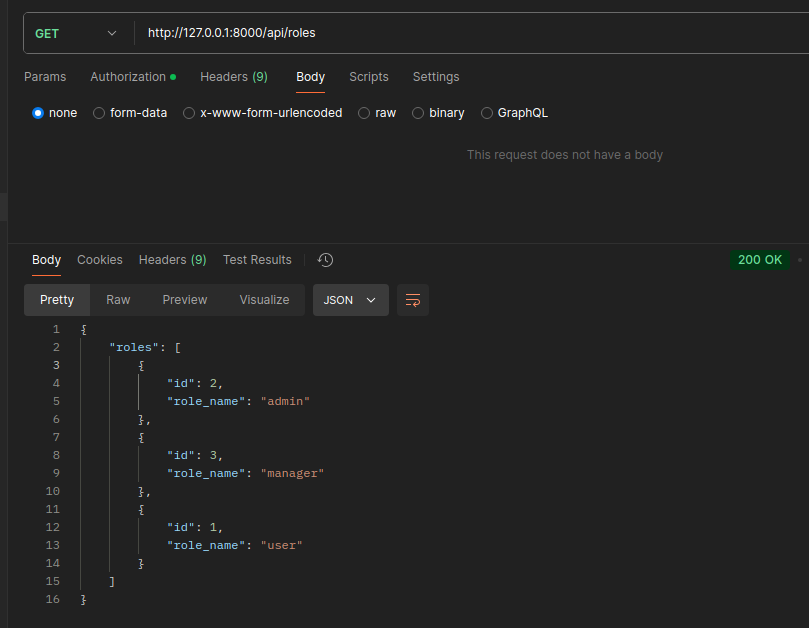 GET http://127.0.0.1:8000/api/roles
Params Authorization Headers (9) Body Scripts Settings
none form-data x-www-form-urlencoded raw binary GraphQL
This request does not have a body
Body Cookies Headers (9) Test Results 200 OK
Pretty Raw Preview Visualize JSON
1 {
2 "roles": [
3 {
4 "id": 2,
5 "role_name": "admin"
6 },
7 {
8 "id": 3,
9 "role_name": "manager"
10 },
11 {
12 "id": 1,
13 "role_name": "user"
14 }
15 ]
16 }